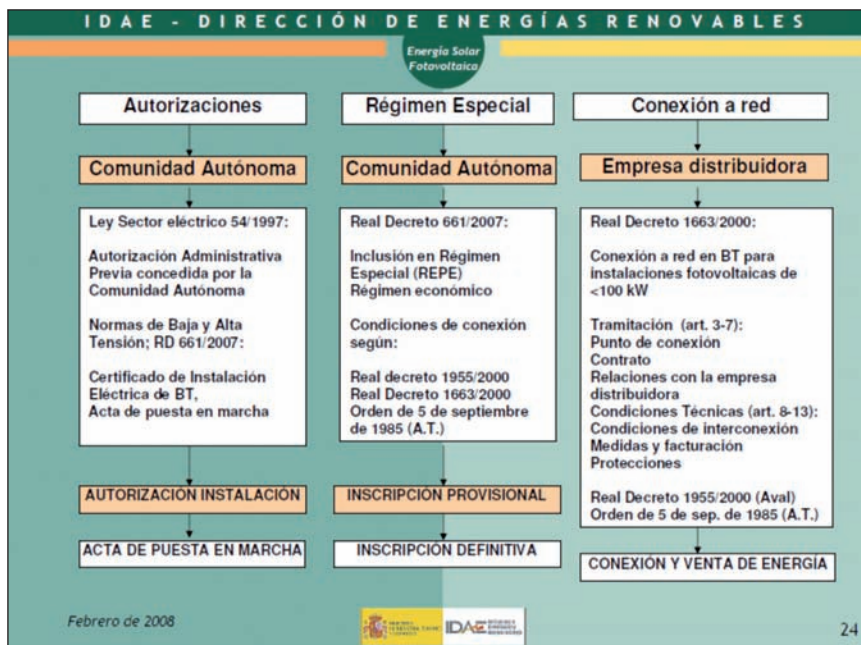 IDAE - DIRECCIÓN DE ENERGÍAS RENOVABLES
Energía Solar
Fotovoltaica
Autorizaciones
Comunidad Autónoma
Ley Sector eléctrico 54/1997:
Autorización Administrativa
Previa concedida por la
Comunidad Autónoma
Normas de Baja y Alta
Tensión; RD 661/2007:
Certificado de Instalación
Eléctrica de BT,
Acta de puesta en marcha
AUTORIZACIÓN INSTALACIÓN
ACTA DE PUESTA EN MARCHA
Régimen Especial
Comunidad Autónoma
Real Decreto 661/2007:
Inclusión en Régimen
Especial (REPE)
Régimen económico
Condiciones de conexión
según:
Real decreto 1955/2000
Real Decreto 1663/2000
Orden de 5 de septiembre
de 1985 (A.T.)
INSCRIPCIÓN PROVISIONAL
INSCRIPCIÓN DEFINITIVA
Conexión a red
Empresa distribuidora
Real Decreto 1663/2000:
Conexión a red en BT para
instalaciones fotovoltaicas de
<100 kW
Tramitación (art. 3-7):
Punto de conexión
Contrato
Relaciones con la empresa
distribuidora
Condiciones Técnicas (art. 8-13):
Condiciones de interconexión
Medidas y facturación
Protecciones
Real Decreto 1955/2000 (Aval)
Orden de 5 de sep. de 1985 (A.T.)
CONEXIÓN Y VENTA DE ENERGÍA
Febrero de 2008
IDAE
24